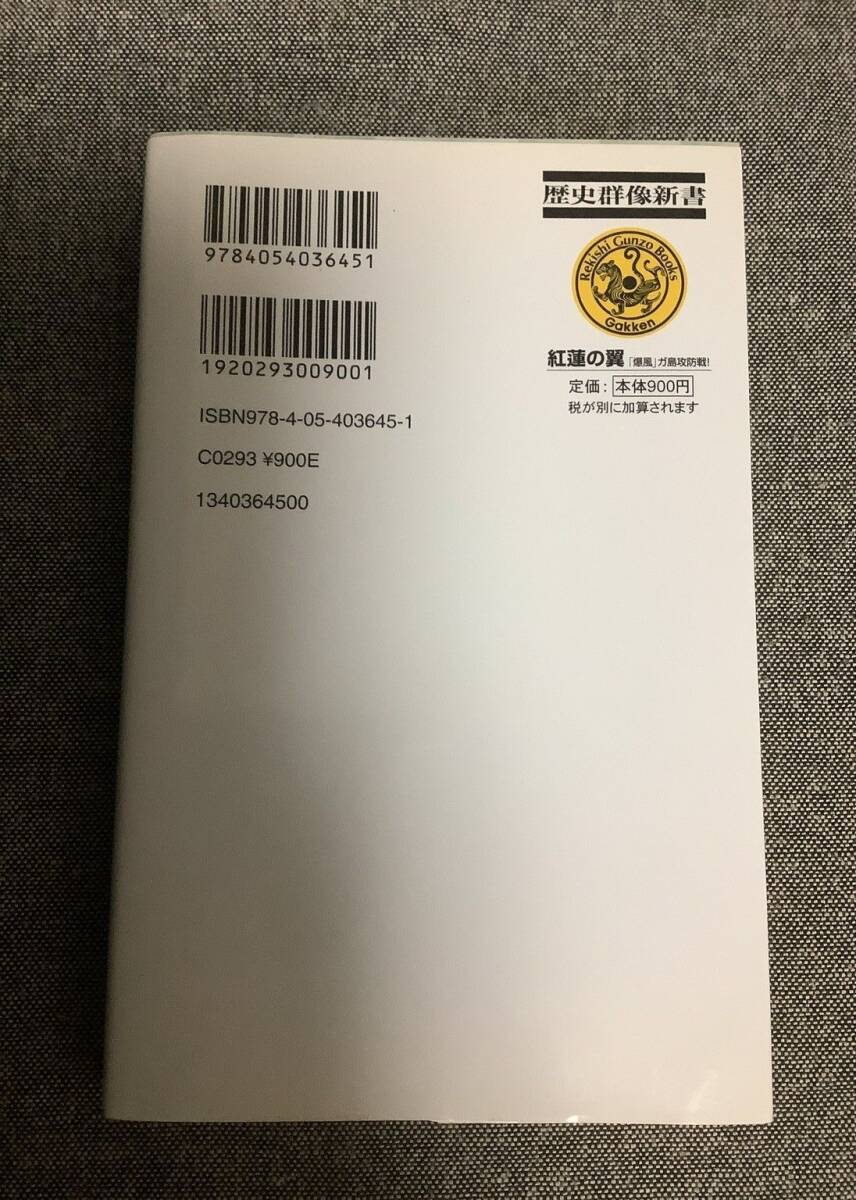 9784054036451
1920293009001
ISBN978-4-05-403645-1
C0293 ¥900E
1340364500
歴史群像新書
Rekishi Gunzo Books
Gakken
紅蓮の翼「爆風」ガ島攻防戦!
定価:本体900円
税が別に加算されます